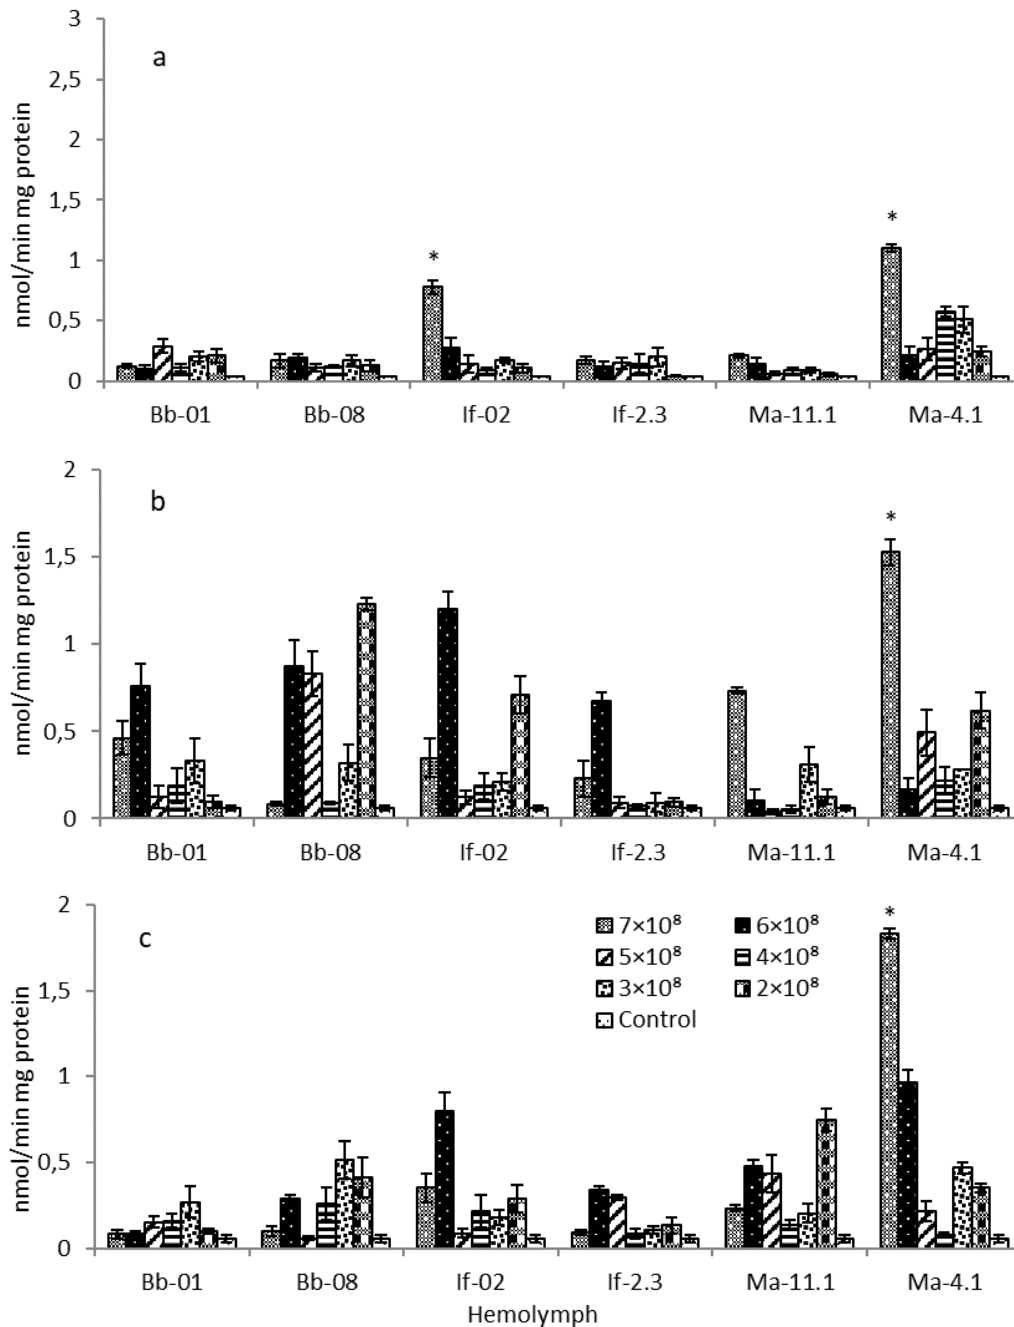 a
nmol/min mg protein
3
2,5
2
1,5
1
0,5
0
*
*
Bb-01 Bb-08 If-02 If-2.3 Ma-11.1 Ma-4.1
b
nmol/min mg protein
2
1,5
1
0,5
0
*
Bb-01 Bb-08 If-02 If-2.3 Ma-11.1 Ma-4.1
c
nmol/min mg protein
2
1,5
1
0,5
0
*
7×10⁸ 6×10⁸
5×10⁸ 4×10⁸
3×10⁸ 2×10⁸
Control
Bb-01 Bb-08 If-02 If-2.3 Ma-11.1 Ma-4.1
Hemolymph